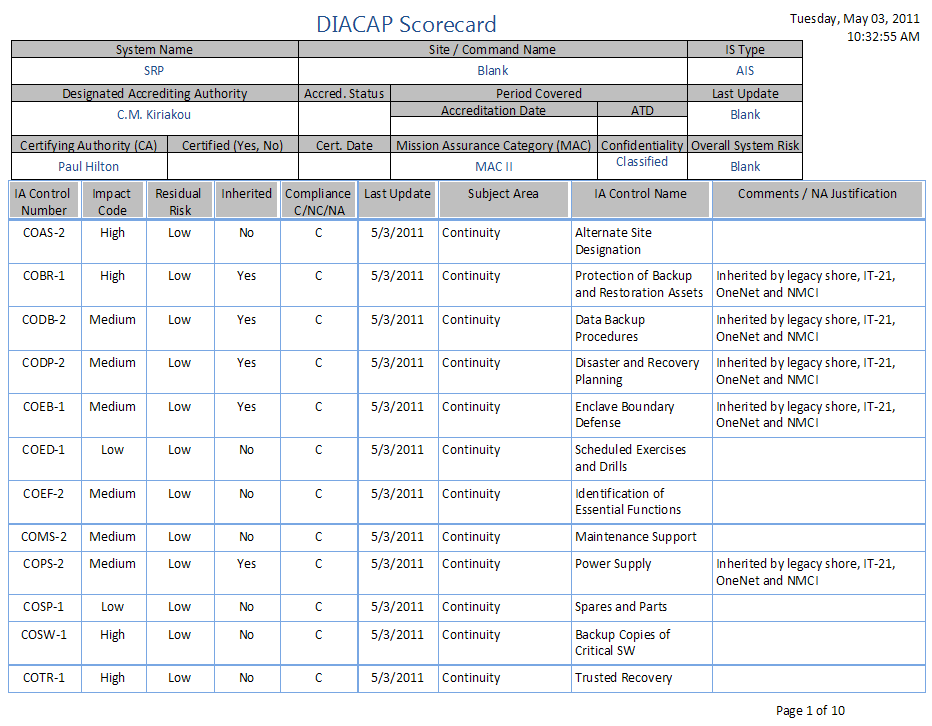 DIACAP Scorecard
Tuesday, May 03, 2011
10:32:55 AM
System Name Site / Command Name IS Type
SRP Blank AIS
Designated Accrediting Authority Accred. Status Period Covered Last Update
Accreditation Date ATD
C.M. Kiriakou Blank
Certifying Authority (CA) Certified (Yes, No) Cert. Date Mission Assurance Category (MAC) Confidentiality Overall System Risk
Paul Hilton MAC II Classified Blank
IA Control Impact Residual Inherited Compliance Last Update Subject Area IA Control Name Comments / NA Justification
Number Code Risk C/NC/NA
COAS-2 High Low No C 5/3/2011 Continuity Alternate Site
Designation
COBR-1 High Low Yes C 5/3/2011 Continuity Protection of Backup Inherited by legacy shore, IT-21,
and Restoration Assets OneNet and NMCI
CODB-2 Medium Low Yes C 5/3/2011 Continuity Data Backup Inherited by legacy shore, IT-21,
Procedures OneNet and NMCI
CODP-2 Medium Low Yes C 5/3/2011 Continuity Disaster and Recovery Inherited by legacy shore, IT-21,
Planning OneNet and NMCI
COEB-1 Medium Low Yes C 5/3/2011 Continuity Enclave Boundary Inherited by legacy shore, IT-21,
Defense OneNet and NMCI
COED-1 Low Low No C 5/3/2011 Continuity Scheduled Exercises
and Drills
COEF-2 Medium Low No C 5/3/2011 Continuity Identification of
Essential Functions
COMS-2 Medium Low No C 5/3/2011 Continuity Maintenance Support
COPS-2 Medium Low Yes C 5/3/2011 Continuity Power Supply Inherited by legacy shore, IT-21,
OneNet and NMCI
COSP-1 Low Low No C 5/3/2011 Continuity Spares and Parts
COSW-1 High Low No C 5/3/2011 Continuity Backup Copies of
Critical SW
COTR-1 High Low No C 5/3/2011 Continuity Trusted Recovery
Page 1 of 10